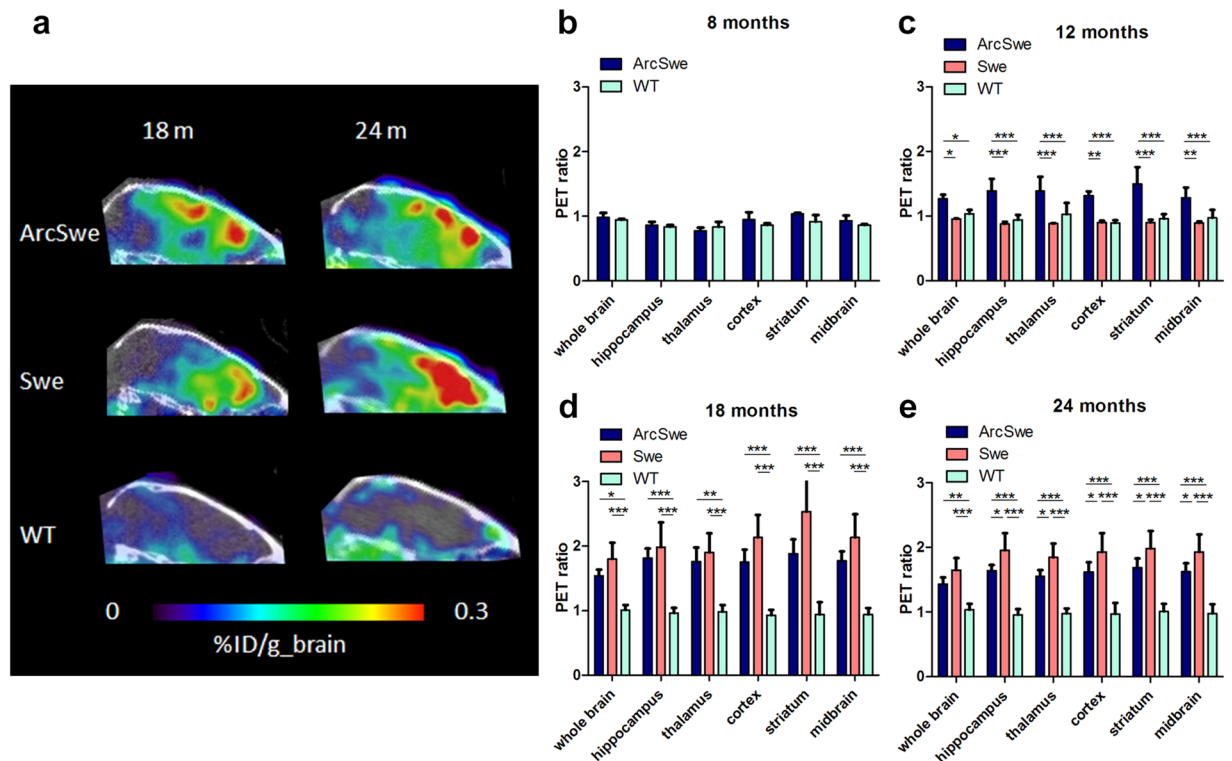 a
18 m 24 m
ArcSwe
Swe
WT
0 0.3
%ID/g_brain
b
8 months
ArcSwe
WT
PET ratio
3
2
1
0
whole brain
hippocampus
thalamus
cortex
striatum
midbrain
c
12 months
ArcSwe
Swe
WT
PET ratio
3
2
1
0
* *** *** *** *** ***
* *** *** ** *** **
whole brain
hippocampus
thalamus
cortex
striatum
midbrain
d
18 months
ArcSwe
Swe
WT
PET ratio
3
2
1
0
*** *** ***
*** *** ***
* *** **
*** *** ***
whole brain
hippocampus
thalamus
cortex
striatum
midbrain
e
24 months
ArcSwe
Swe
WT
PET ratio
3
2
1
0
*** *** ***
* *** * *** * ***
** *** ***
*** * *** * ***
whole brain
hippocampus
thalamus
cortex
striatum
midbrain